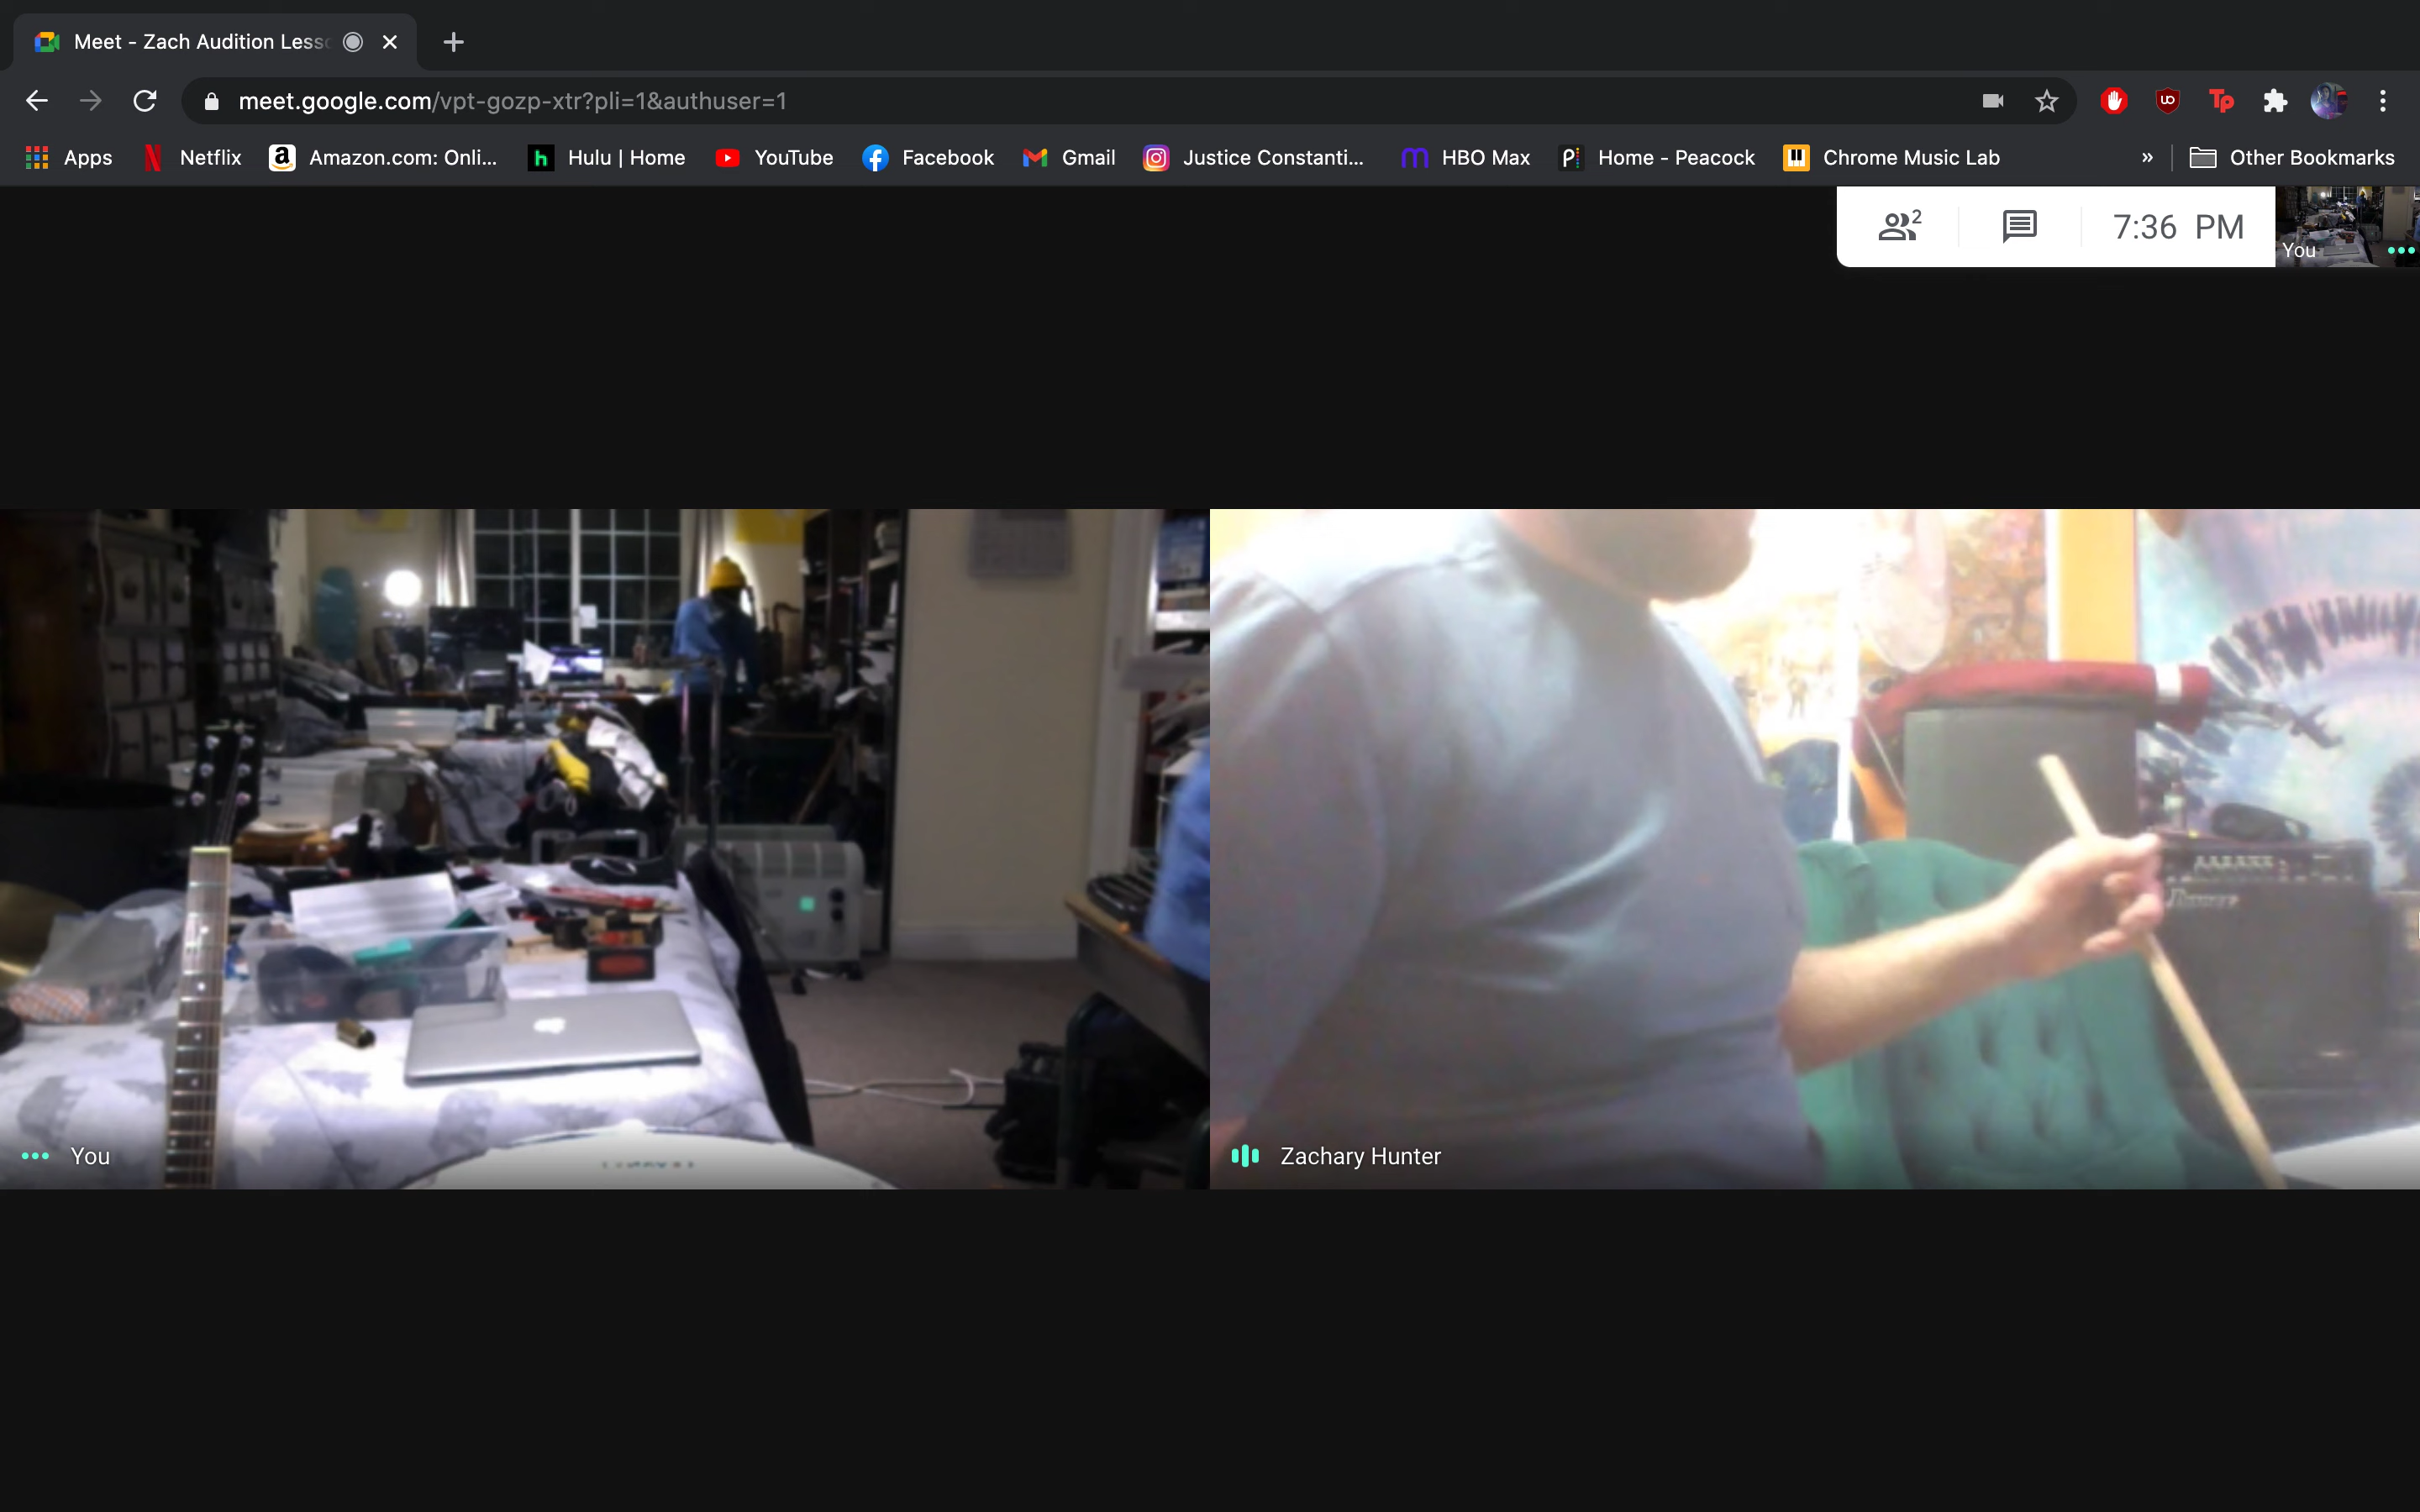 Meet - Zach Audition Lesso
meet.google.com/vpt-gozp-xtr?pli=1&authuser=1
Apps Netflix Amazon.com: Onli... Hulu | Home YouTube Facebook Gmail Justice Constanti... HBO Max Home - Peacock Chrome Music Lab » Other Bookmarks
2 7:36 PM
You
Ibanez
You
Zachary Hunter